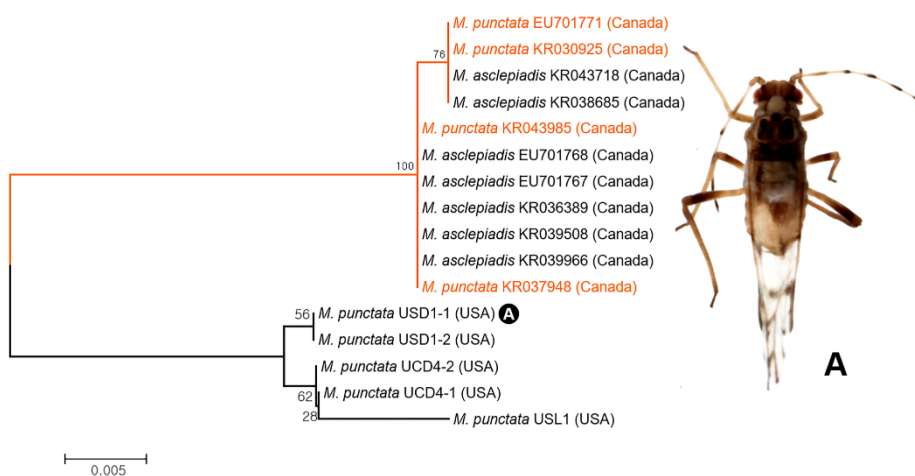 M. punctata EU701771 (Canada)
M. punctata KR030925 (Canada)
76
M. asclepiadis KR043718 (Canada)
M. asclepiadis KR038685 (Canada)
M. punctata KR043985 (Canada)
100
M. asclepiadis EU701768 (Canada)
M. asclepiadis EU701767 (Canada)
M. asclepiadis KR036389 (Canada)
M. asclepiadis KR039508 (Canada)
M. asclepiadis KR039966 (Canada)
M. punctata KR037948 (Canada)
56
M. punctata USD1-1 (USA) A
M. punctata USD1-2 (USA)
M. punctata UCD4-2 (USA)
62
M. punctata UCD4-1 (USA)
28
M. punctata USL1 (USA)
A
0.005